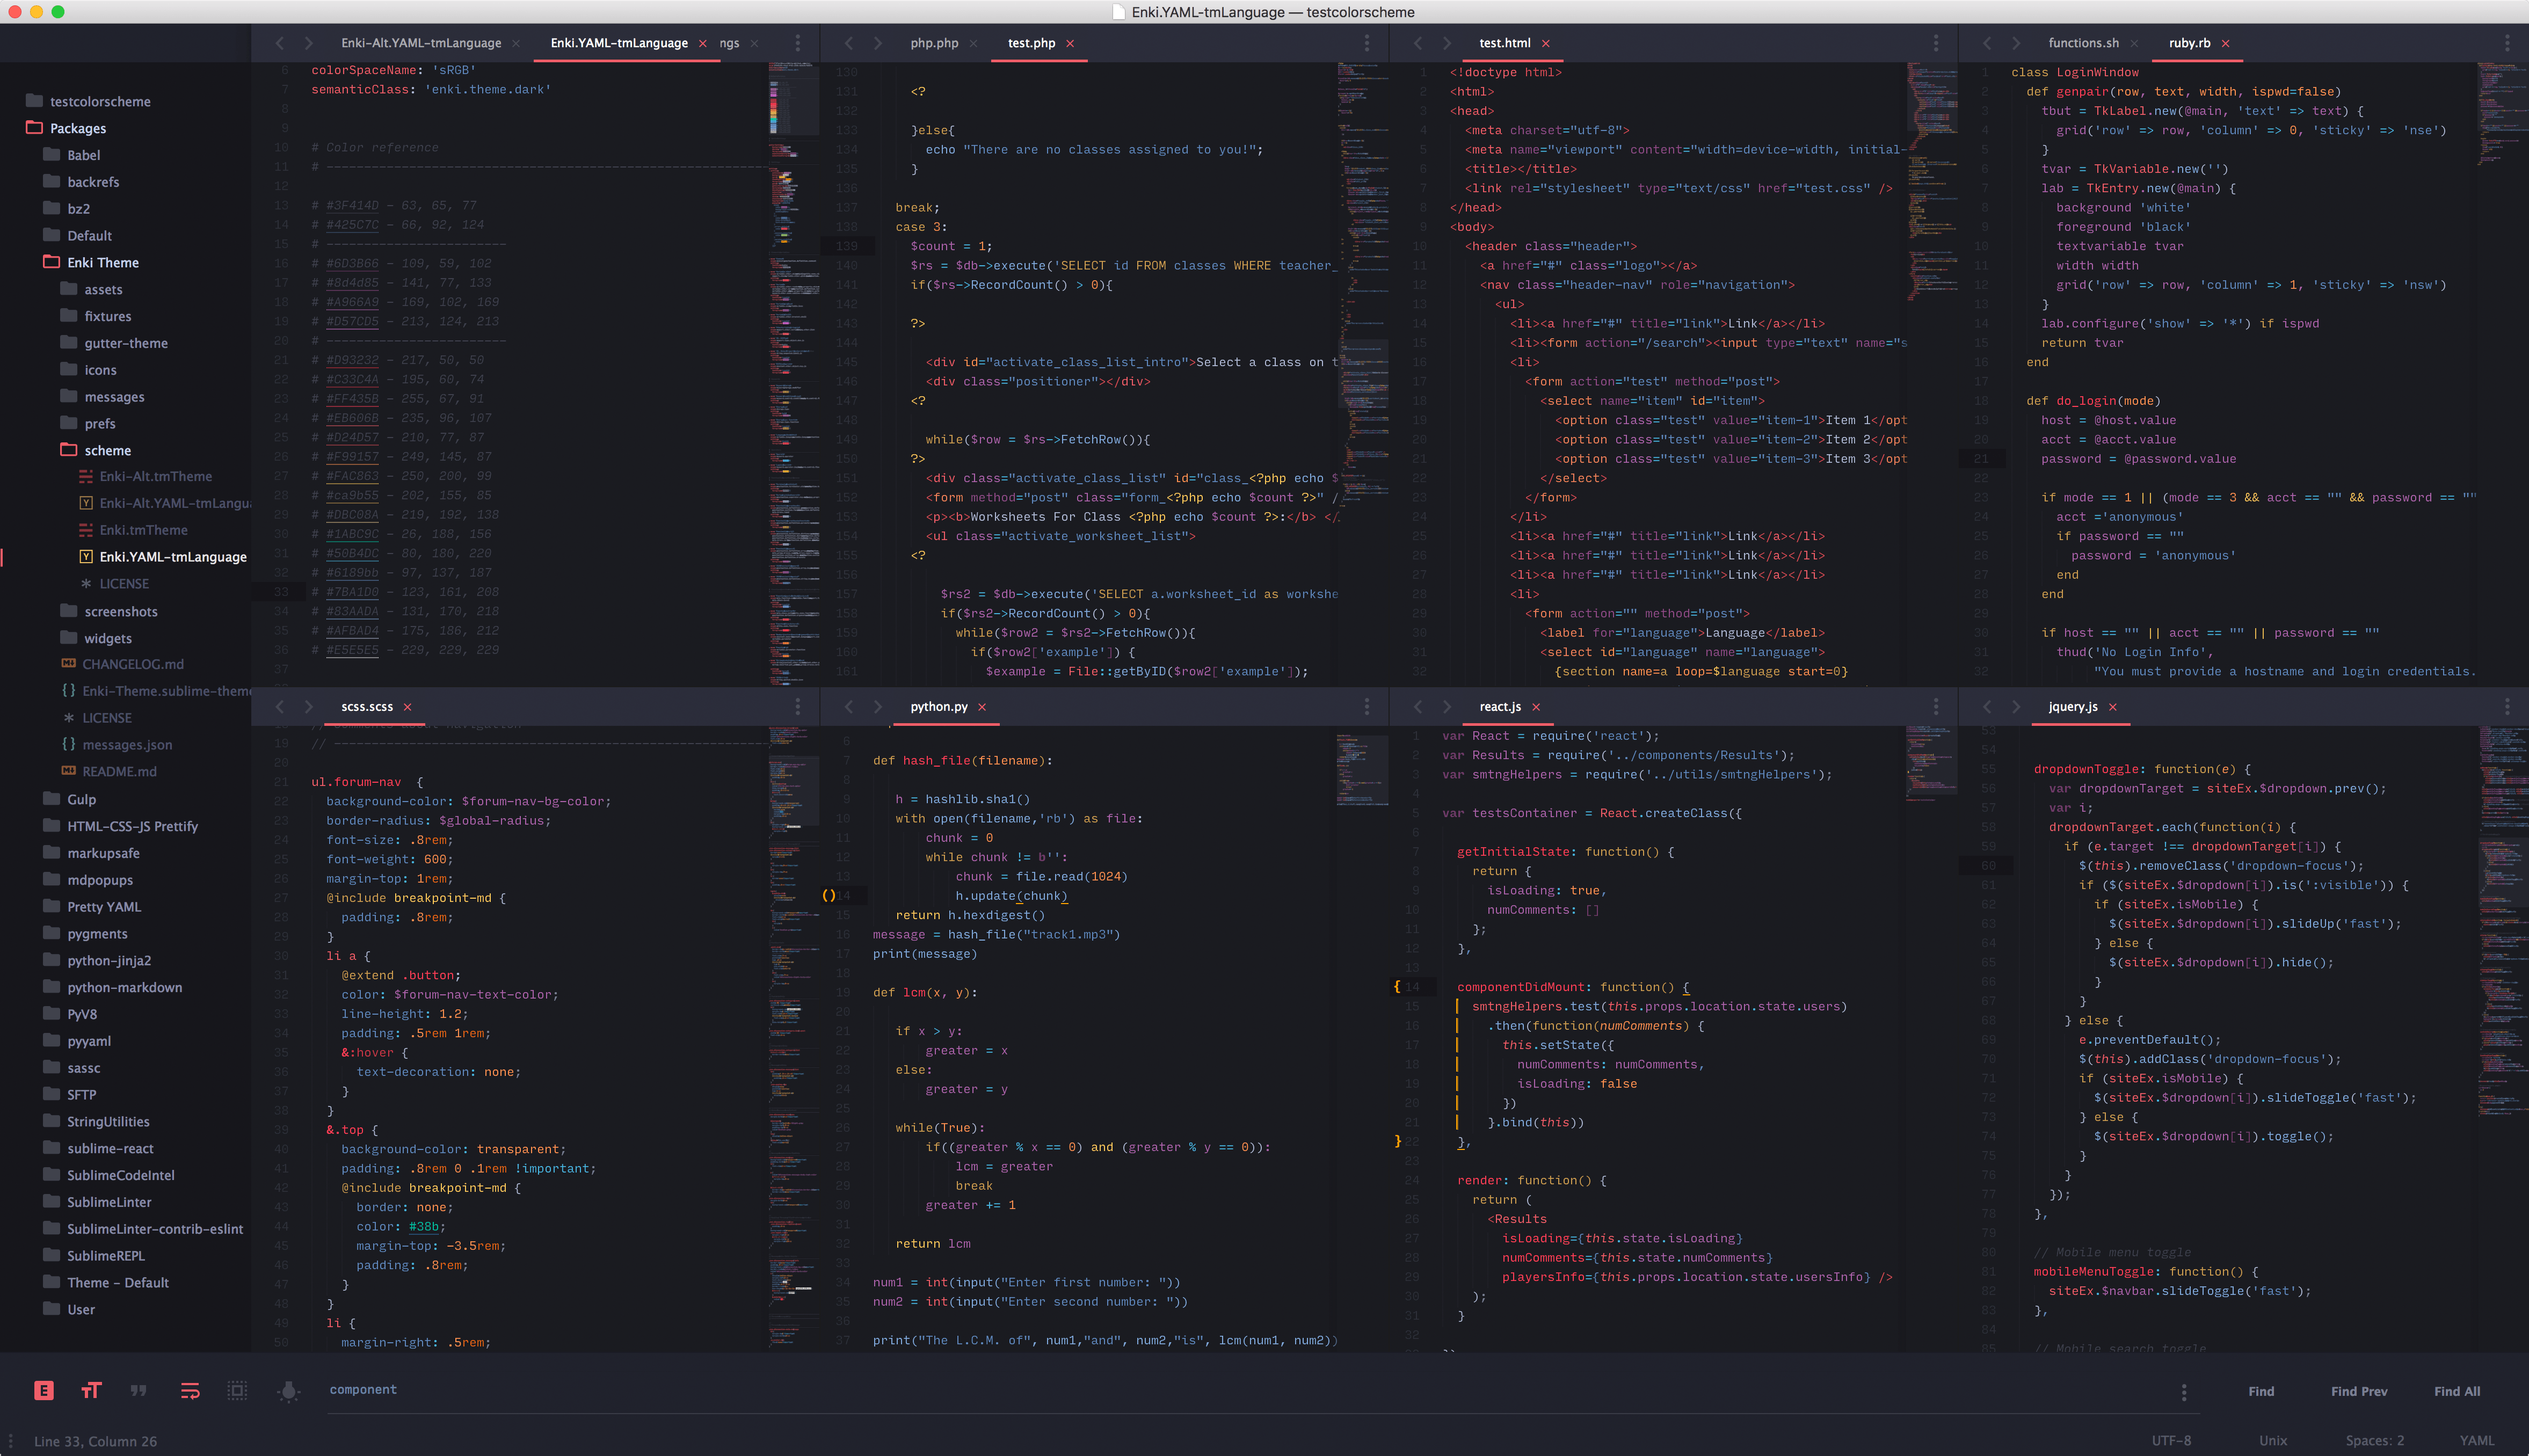 Enki.YAML-tmLanguage — testcolorscheme
testcolorscheme
Packages
Babel
backrefs
bz2
Default
Enki Theme
assets
fixtures
gutter-theme
icons
messages
prefs
scheme
Enki-Alt.tmTheme
Enki-Alt.YAML-tmLangua
Enki.tmTheme
Enki.YAML-tmLanguage
LICENSE
screenshots
widgets
CHANGELOG.md
Enki-Theme.sublime-theme
LICENSE
messages.json
README.md
Gulp
HTML-CSS-JS Prettify
markupsafe
mdpopups
Pretty YAML
pygments
python-jinja2
python-markdown
PyV8
pyyaml
sassc
SFTP
StringUtilities
sublime-react
SublimeCodeIntel
SublimeLinter
SublimeLinter-contrib-eslint
SublimeREPL
Theme – Default
User
Enki-Alt.YAML-tmLanguage × Enki.YAML-tmLanguage × ngs ×
6 colorSpaceName: 'sRGB'
7 semanticClass: 'enki.theme.dark'
8
9
10 # Color reference
11 # -----------------------------------------------------------
12
13 # #3F414D - 63, 65, 77
14 # #425C7C - 66, 92, 124
15 # ------------------------
16 # #6D3B66 - 109, 59, 102
17 # #8d4d85 - 141, 77, 133
18 # #A966A9 - 169, 102, 169
19 # #D57CD5 - 213, 124, 213
20 # ------------------------
21 # #D93232 - 217, 50, 50
22 # #C33C4A - 195, 60, 74
23 # #FF435B - 255, 67, 91
24 # #EB606B - 235, 96, 107
25 # #D24D57 - 210, 77, 87
26 # #F99157 - 249, 145, 87
27 # #FAC863 - 250, 200, 99
28 # #ca9b55 - 202, 155, 85
29 # #DBC08A - 219, 192, 138
30 # #1ABC9C - 26, 188, 156
31 # #50B4DC - 80, 180, 220
32 # #6189bb - 97, 137, 187
33 # #7BA1D0 - 123, 161, 208
34 # #83AADA - 131, 170, 218
35 # #AFBAD4 - 175, 186, 212
36 # #E5E5E5 - 229, 229, 229
37
php.php × test.php ×
130
131 <?
132
133 }else{
134 echo "There are no classes assigned to you!";
135 }
136
137 break;
138 case 3:
139 $count = 1;
140 $rs = $db->execute('SELECT id FROM classes WHERE teacher_
141 if($rs->RecordCount() > 0){
142
143 ?>
144
145 <div id="activate_class_list_intro">Select a class on t
146 <div class="positioner"></div>
147 <?
148
149 while($row = $rs->FetchRow()){
150 ?>
151 <div class="activate_class_list" id="class_<?php echo $
152 <form method="post" class="form_<?php echo $count ?>" /
153 <p><b>Worksheets For Class <?php echo $count ?>:</b> </
154 <ul class="activate_worksheet_list">
155 <?
156
157 $rs2 = $db->execute('SELECT a.worksheet_id as workshe
158 if($rs2->RecordCount() > 0){
159 while($row2 = $rs2->FetchRow()){
160 if($row2['example']) {
161 $example = File::getByID($row2['example']);
test.html ×
1 <!doctype html>
2 <html>
3 <head>
4 <meta charset="utf-8">
5 <meta name="viewport" content="width=device-width, initial-
6 <title></title>
7 <link rel="stylesheet" type="text/css" href="test.css" />
8 </head>
9 <body>
10 <header class="header">
11 <a href="#" class="logo"></a>
12 <nav class="header-nav" role="navigation">
13 <ul>
14 <li><a href="#" title="link">Link</a></li>
15 <li><form action="/search"><input type="text" name="s
16 <li>
17 <form action="test" method="post">
18 <select name="item" id="item">
19 <option class="test" value="item-1">Item 1</opt
20 <option class="test" value="item-2">Item 2</opt
21 <option class="test" value="item-3">Item 3</opt
22 </select>
23 </form>
24 </li>
25 <li><a href="#" title="link">Link</a></li>
26 <li><a href="#" title="link">Link</a></li>
27 <li><a href="#" title="link">Link</a></li>
28 <li>
29 <form action="" method="post">
30 <label for="language">Language</label>
31 <select id="language" name="language">
32 {section name=a loop=$language start=0}
functions.sh × ruby.rb ×
1 class LoginWindow
2 def genpair(row, text, width, ispwd=false)
3 tbut = TkLabel.new(@main, 'text' => text) {
4 grid('row' => row, 'column' => 0, 'sticky' => 'nse')
5 }
6 tvar = TkVariable.new('')
7 lab = TkEntry.new(@main) {
8 background 'white'
9 foreground 'black'
10 textvariable tvar
11 width width
12 grid('row' => row, 'column' => 1, 'sticky' => 'nsw')
13 }
14 lab.configure('show' => '*') if ispwd
15 return tvar
16 end
17
18 def do_login(mode)
19 host = @host.value
20 acct = @acct.value
21 password = @password.value
22
23 if mode == 1 || (mode == 3 && acct == "" && password == ""
24 acct ='anonymous'
25 if password == ""
26 password = 'anonymous'
27 end
28 end
29
30 if host == "" || acct == "" || password == ""
31 thud('No Login Info',
32 "You must provide a hostname and login credentials.
scss.scss ×
19 // -----------------------------------------------------------
20
21 ul.forum-nav {
22 background-color: $forum-nav-bg-color;
23 border-radius: $global-radius;
24 font-size: .8rem;
25 font-weight: 600;
26 margin-top: 1rem;
27 @include breakpoint-md {
28 padding: .8rem;
29 }
30 li a {
31 @extend .button;
32 color: $forum-nav-text-color;
33 line-height: 1.2;
34 padding: .5rem 1rem;
35 &:hover {
36 text-decoration: none;
37 }
38 }
39 &.top {
40 background-color: transparent;
41 padding: .8rem 0 .1rem !important;
42 @include breakpoint-md {
43 border: none;
44 color: #38b;
45 margin-top: -3.5rem;
46 padding: .8rem;
47 }
48 }
49 li {
50 margin-right: .5rem;
python.py ×
6
7 def hash_file(filename):
8
9 h = hashlib.sha1()
10 with open(filename,'rb') as file:
11 chunk = 0
12 while chunk != b'':
13 chunk = file.read(1024)
()14 h.update(chunk)
15 return h.hexdigest()
16 message = hash_file("track1.mp3")
17 print(message)
18
19 def lcm(x, y):
20
21 if x > y:
22 greater = x
23 else:
24 greater = y
25
26 while(True):
27 if((greater % x == 0) and (greater % y == 0)):
28 lcm = greater
29 break
30 greater += 1
31
32 return lcm
33
34 num1 = int(input("Enter first number: "))
35 num2 = int(input("Enter second number: "))
36
37 print("The L.C.M. of", num1,"and", num2,"is", lcm(num1, num2))
react.js ×
1 var React = require('react');
2 var Results = require('../components/Results');
3 var smtngHelpers = require('../utils/smtngHelpers');
4
5 var testsContainer = React.createClass({
6
7 getInitialState: function() {
8 return {
9 isLoading: true,
10 numComments: []
11 };
12 },
13
{ 14 componentDidMount: function() {
15 smtngHelpers.test(this.props.location.state.users)
16 .then(function(numComments) {
17 this.setState({
18 numComments: numComments,
19 isLoading: false
20 })
21 }.bind(this))
} 22 },
23
24 render: function() {
25 return (
26 <Results
27 isLoading={this.state.isLoading}
28 numComments={this.state.numComments}
29 playersInfo={this.props.location.state.usersInfo} />
30 );
31 }
32
jquery.js ×
53
54
55 dropdownToggle: function(e) {
56 var dropdownTarget = siteEx.$dropdown.prev();
57 var i;
58 dropdownTarget.each(function(i) {
59 if (e.target !== dropdownTarget[i]) {
60 $(this).removeClass('dropdown-focus');
61 if ($(siteEx.$dropdown[i]).is(':visible')) {
62 if (siteEx.isMobile) {
63 $(siteEx.$dropdown[i]).slideUp('fast');
64 } else {
65 $(siteEx.$dropdown[i]).hide();
66 }
67 }
68 } else {
69 e.preventDefault();
70 $(this).addClass('dropdown-focus');
71 if (siteEx.isMobile) {
72 $(siteEx.$dropdown[i]).slideToggle('fast');
73 } else {
74 $(siteEx.$dropdown[i]).toggle();
75 }
76 }
77 });
78 },
79
80 // Mobile menu toggle
81 mobileMenuToggle: function() {
82 siteEx.$navbar.slideToggle('fast');
83 },
84
85 // Mobile search toggle
component
Find
Find Prev
Find All
Line 33, Column 26
UTF-8
Unix
Spaces: 2
YAML